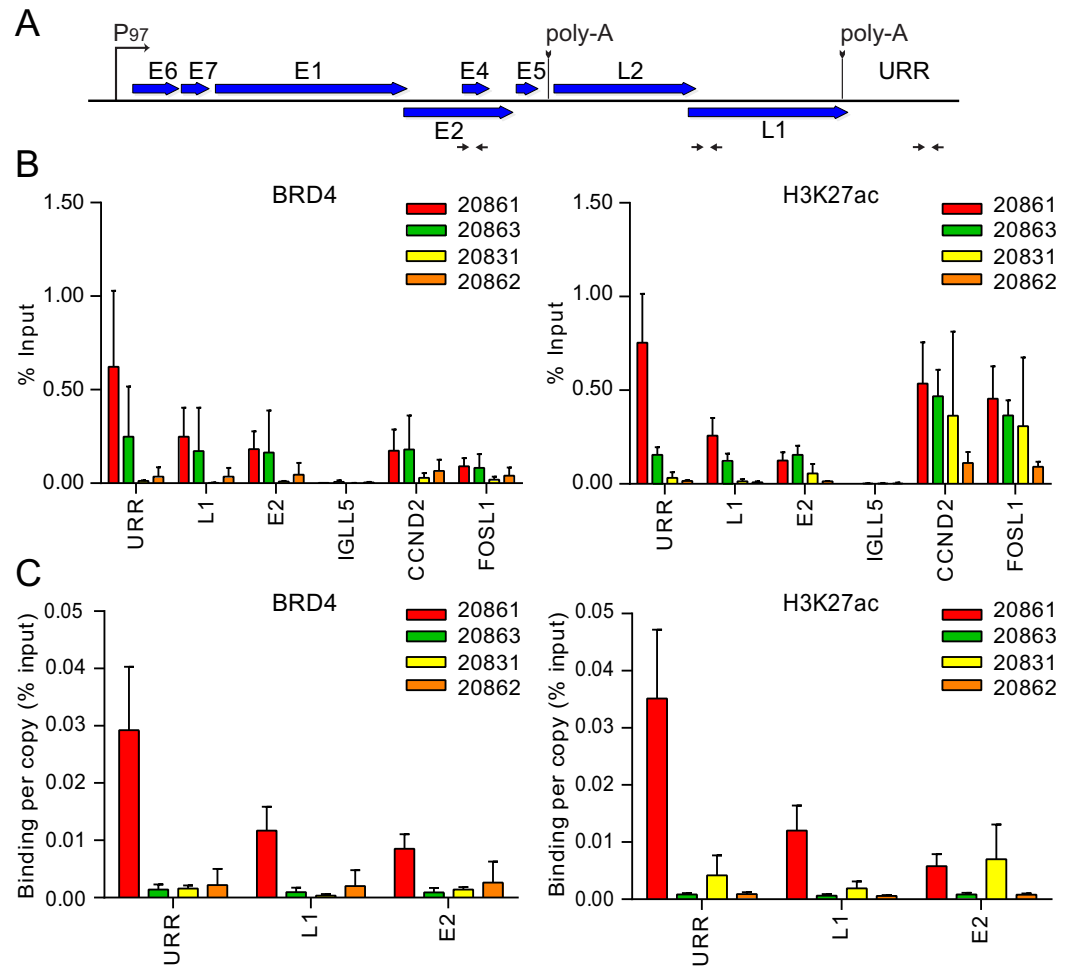 A
P97
poly-A
poly-A
E6
E7
E1
E4
E5
L2
URR
E2
L1
B
BRD4
1.50
1.00
0.50
0.00
% Input
20861
20863
20831
20862
URR
L1
E2
IGLL5
CCND2
FOSL1
H3K27ac
1.50
1.00
0.50
0.00
% Input
20861
20863
20831
20862
URR
L1
E2
IGLL5
CCND2
FOSL1
C
BRD4
0.05
0.04
0.03
0.02
0.01
0.00
Binding per copy (% input)
20861
20863
20831
20862
URR
L1
E2
H3K27ac
0.05
0.04
0.03
0.02
0.01
0.00
Binding per copy (% input)
20861
20863
20831
20862
URR
L1
E2